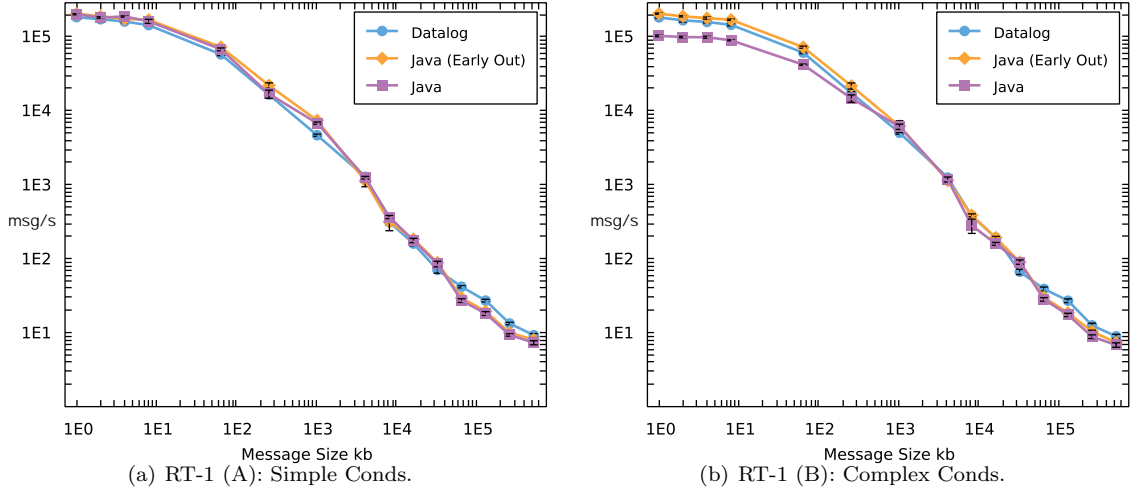 1E5
1E4
1E3
msg/s
1E2
1E1
1E0 1E1 1E2 1E3 1E4 1E5
Message Size kb
Datalog
Java (Early Out)
Java
(a) RT-1 (A): Simple Conds.
1E5
1E4
1E3
msg/s
1E2
1E1
1E0 1E1 1E2 1E3 1E4 1E5
Message Size kb
Datalog
Java (Early Out)
Java
(b) RT-1 (B): Complex Conds.